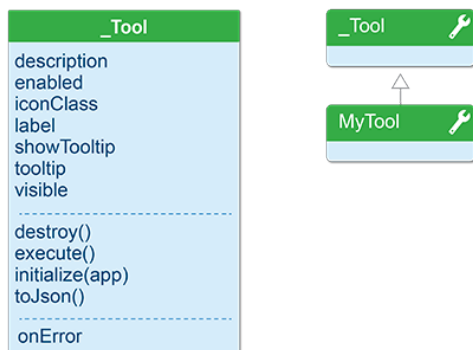 _Tool
description
enabled
iconClass
label
showTooltip
tooltip
visible
destroy()
execute()
initialize(app)
toJson()
onError
_Tool
MyTool